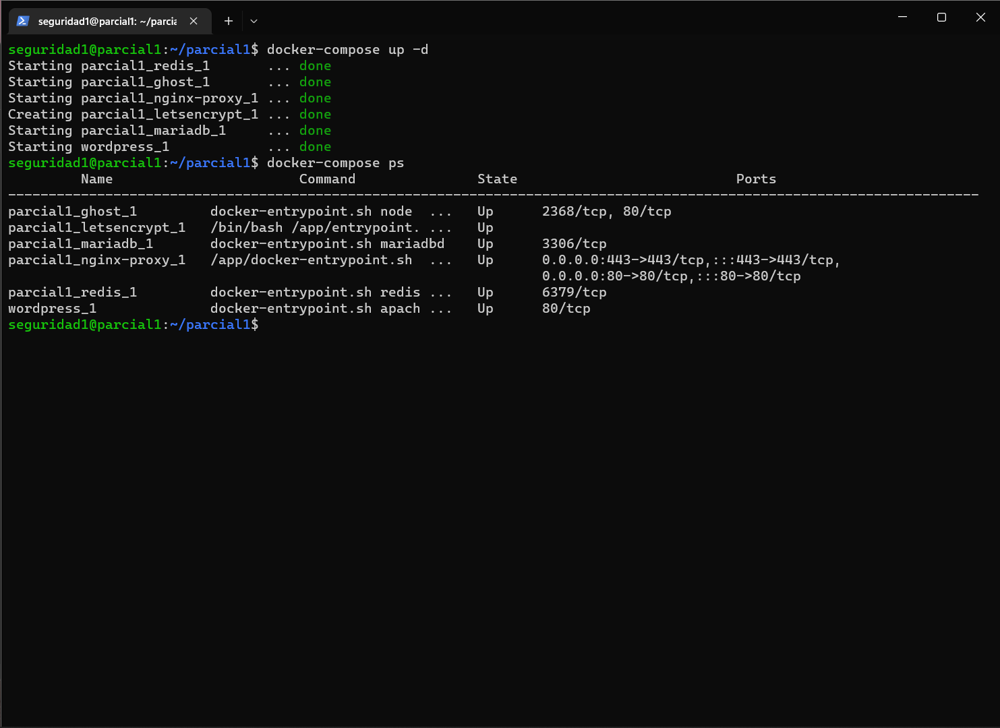 seguridad1@parcial1: ~/parcia
seguridad1@parcial1:~/parcial1$ docker-compose up -d
Starting parcial1_redis_1       ... done
Starting parcial1_ghost_1       ... done
Starting parcial1_nginx-proxy_1 ... done
Creating parcial1_letsencrypt_1 ... done
Starting parcial1_mariadb_1     ... done
Starting wordpress_1            ... done
seguridad1@parcial1:~/parcial1$ docker-compose ps
         Name                       Command               State                           Ports
------------------------------------------------------------------------------------------------------------------------
parcial1_ghost_1         docker-entrypoint.sh node  ...   Up      2368/tcp, 80/tcp
parcial1_letsencrypt_1   /bin/bash /app/entrypoint. ...   Up
parcial1_mariadb_1       docker-entrypoint.sh mariadbd    Up      3306/tcp
parcial1_nginx-proxy_1   /app/docker-entrypoint.sh  ...   Up      0.0.0.0:443->443/tcp,:::443->443/tcp,
                                                                  0.0.0.0:80->80/tcp,:::80->80/tcp
parcial1_redis_1         docker-entrypoint.sh redis ...   Up      6379/tcp
wordpress_1              docker-entrypoint.sh apach ...   Up      80/tcp
seguridad1@parcial1:~/parcial1$